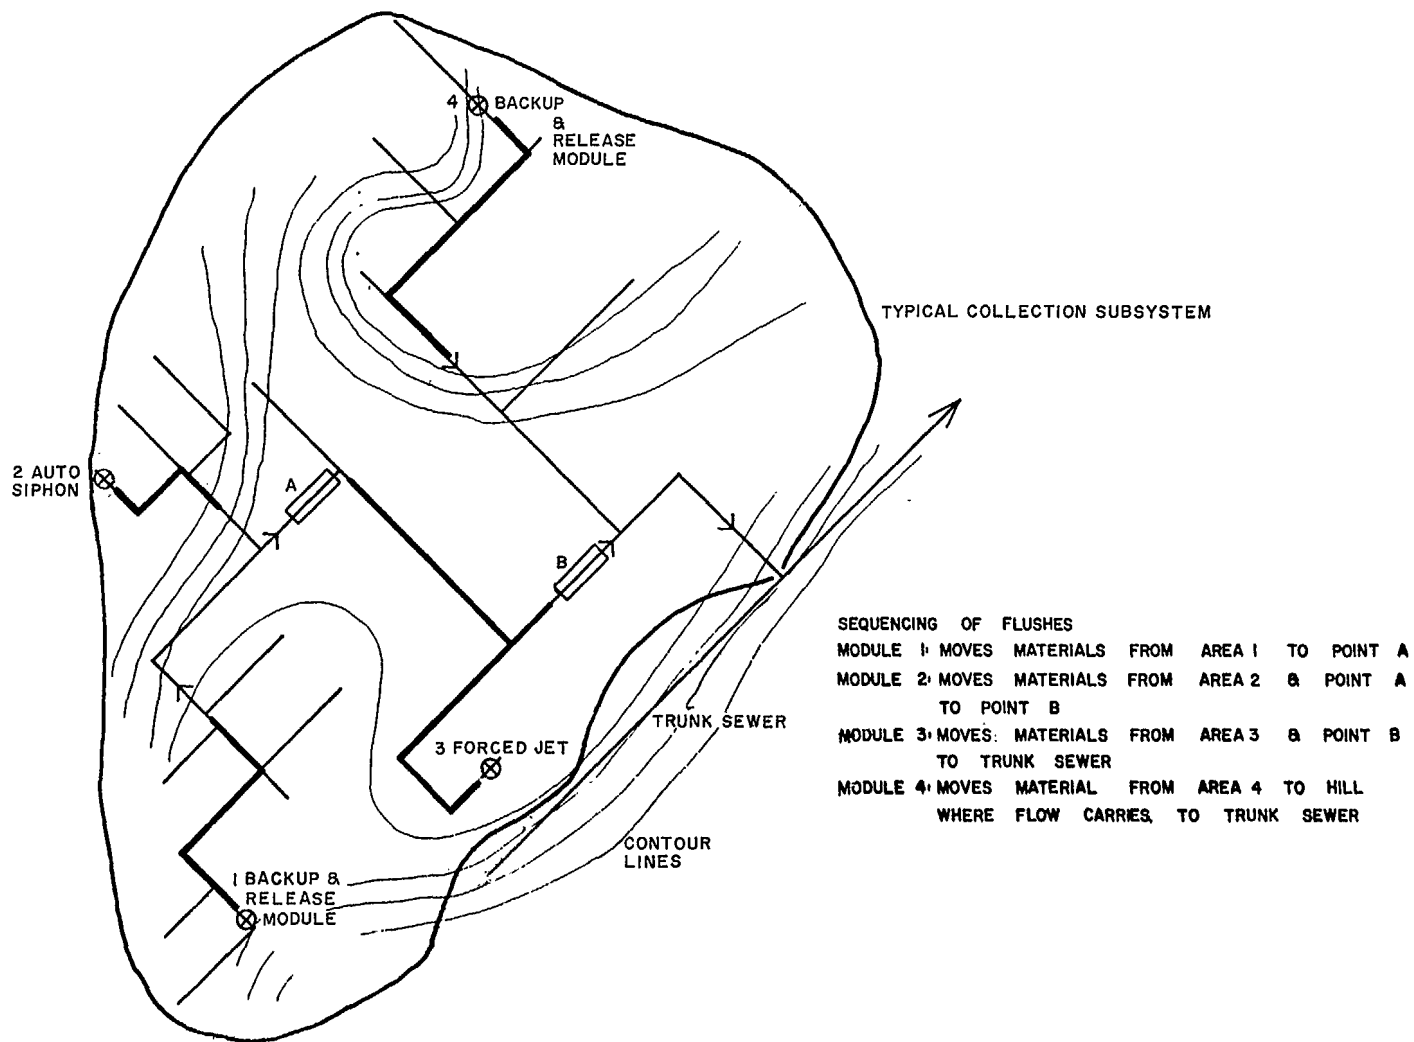 4
BACKUP
&
RELEASE
MODULE
TYPICAL COLLECTION SUBSYSTEM
2 AUTO
SIPHON
A
B
SEQUENCING OF FLUSHES
MODULE 1: MOVES MATERIALS FROM AREA 1 TO POINT A
MODULE 2: MOVES MATERIALS FROM AREA 2 & POINT A
TO POINT B
MODULE 3: MOVES: MATERIALS FROM AREA 3 & POINT B
TO TRUNK SEWER
MODULE 4: MOVES MATERIAL FROM AREA 4 TO HILL
WHERE FLOW CARRIES, TO TRUNK SEWER
TRUNK SEWER
3 FORCED JET
CONTOUR
LINES
1 BACKUP &
RELEASE
MODULE